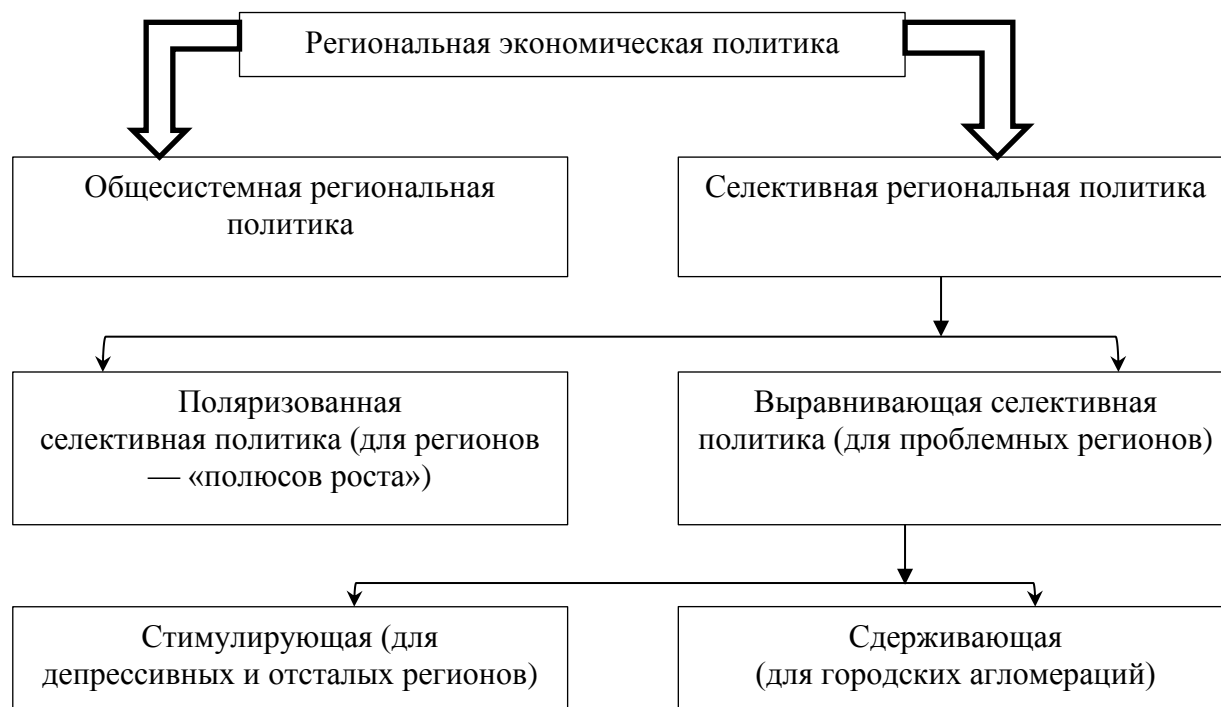 Региональная экономическая политика
Общесистемная региональная
политика
Селективная региональная политика
Поляризованная
селективная политика (для регионов
— «полюсов роста»)
Выравнивающая селективная
политика (для проблемных регионов)
Стимулирующая (для
депрессивных и отсталых регионов)
Сдерживающая
(для городских агломераций)